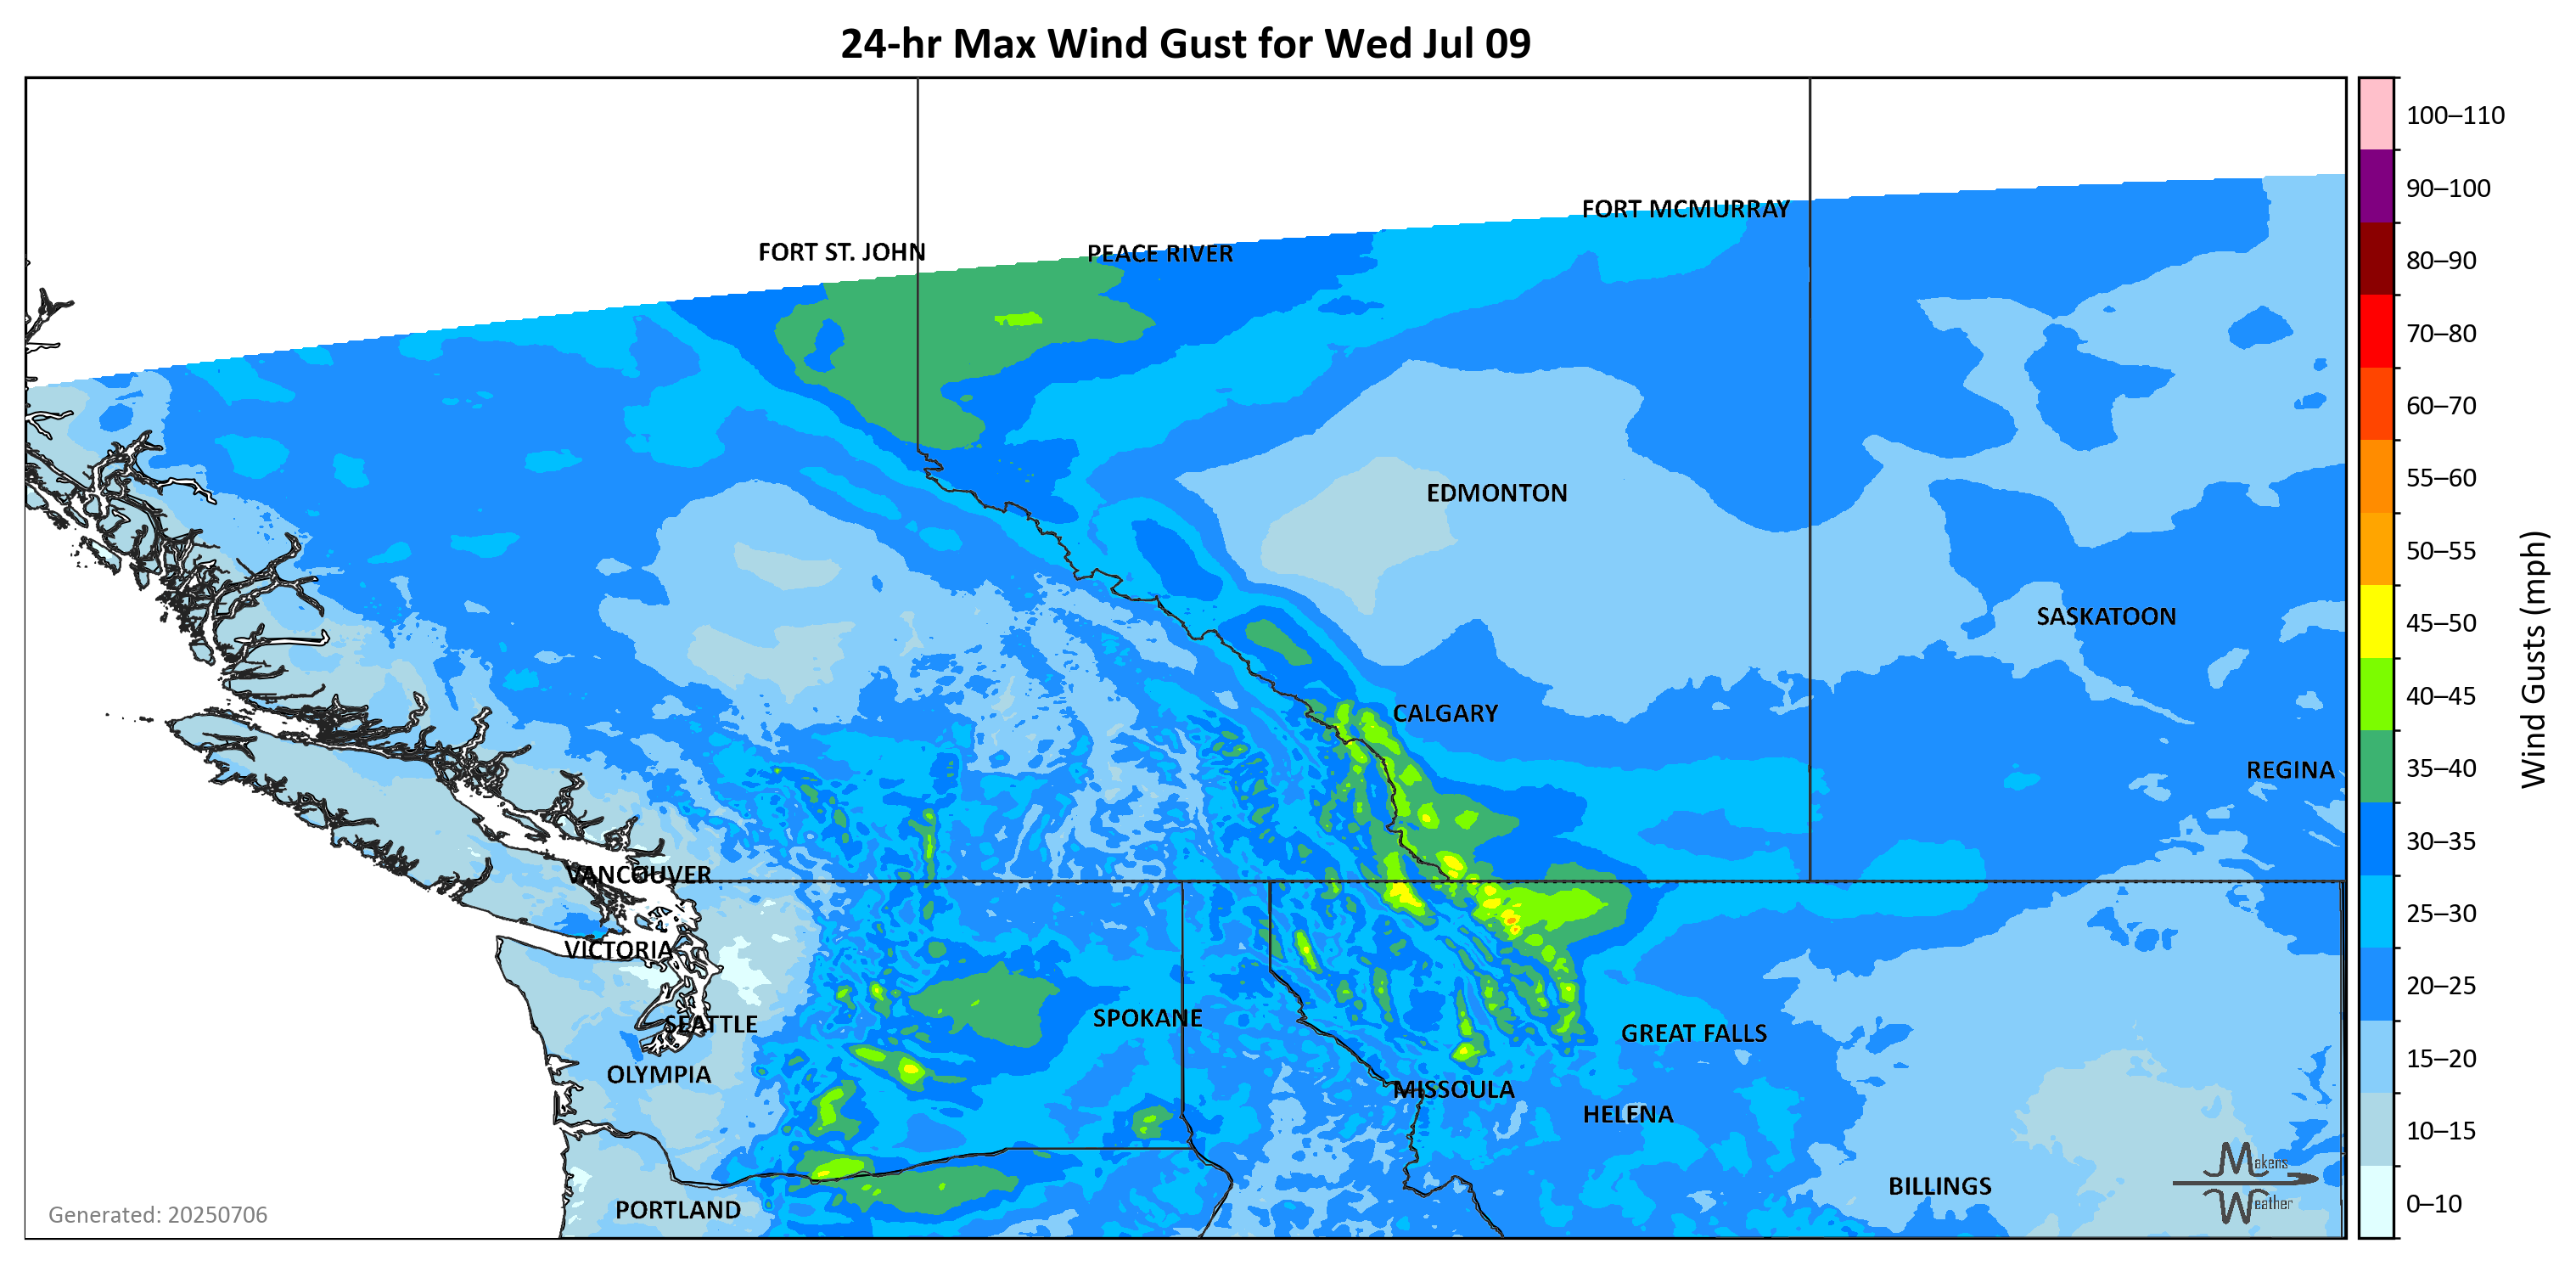 24-hr Max Wind Gust for Wed Jul 09
FORT MCMURRAY
FORT ST. JOHN
PEACE RIVER
EDMONTON
SASKATOON
CALGARY
REGINA
VANCOUVER
VICTORIA
SEATTLE
SPOKANE
GREAT FALLS
OLYMPIA
MISSOULA
HELENA
BILLINGS
PORTLAND
Generated: 20250706
Makens
Weather
100–110
90–100
80–90
70–80
60–70
55–60
50–55
45–50
40–45
35–40
30–35
25–30
20–25
15–20
10–15
0–10
Wind Gusts (mph)